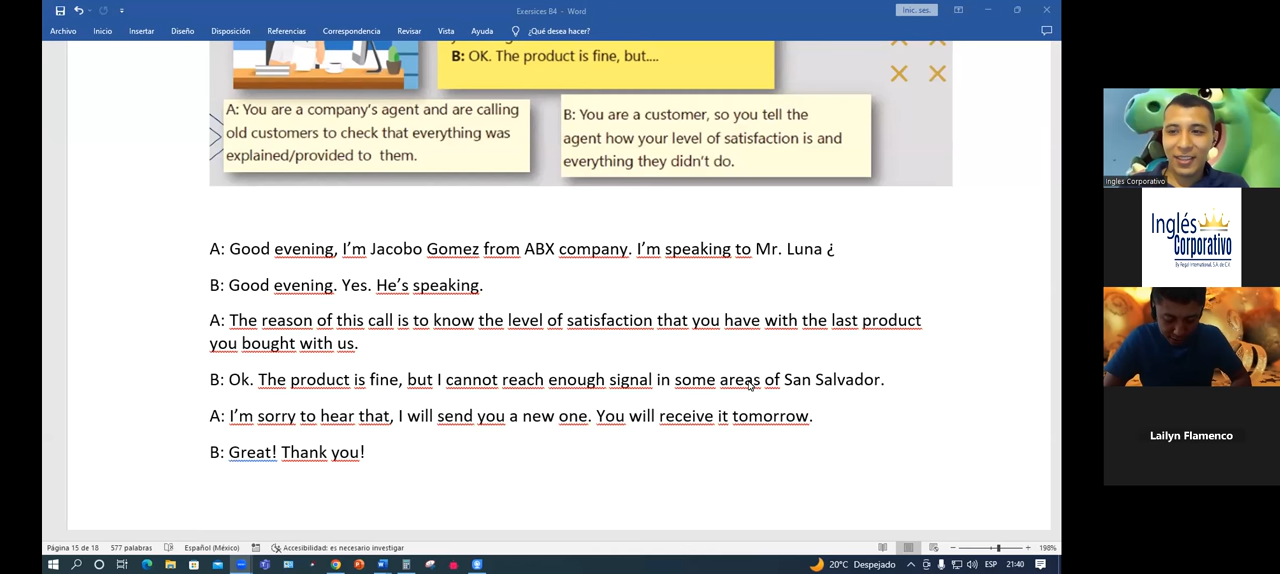 Exersices B4 - Word
Inic. ses.
Archivo Inicio Insertar Diseño Disposición Referencias Correspondencia Revisar Vista Ayuda ¿Qué desea hacer?
B: OK. The product is fine, but....
A: You are a company's agent and are calling
old customers to check that everything was
explained/provided to them.
B: You are a customer, so you tell the
agent how your level of satisfaction is and
everything they didn't do.
A: Good evening, I'm Jacobo Gomez from ABX company. I'm speaking to Mr. Luna ¿
B: Good evening. Yes. He's speaking.
A: The reason of this call is to know the level of satisfaction that you have with the last product
you bought with us.
B: Ok. The product is fine, but I cannot reach enough signal in some areas of San Salvador.
A: I'm sorry to hear that, I will send you a new one. You will receive it tomorrow.
B: Great! Thank you!
Página 15 de 18 577 palabras Español (México) Accesibilidad: es necesario investigar 198%
20°C Despejado ESP 21:40
Inglés Corporativo
Inglés
Corporativo
By Regal International, S.A. de C.V.
Lailyn Flamenco